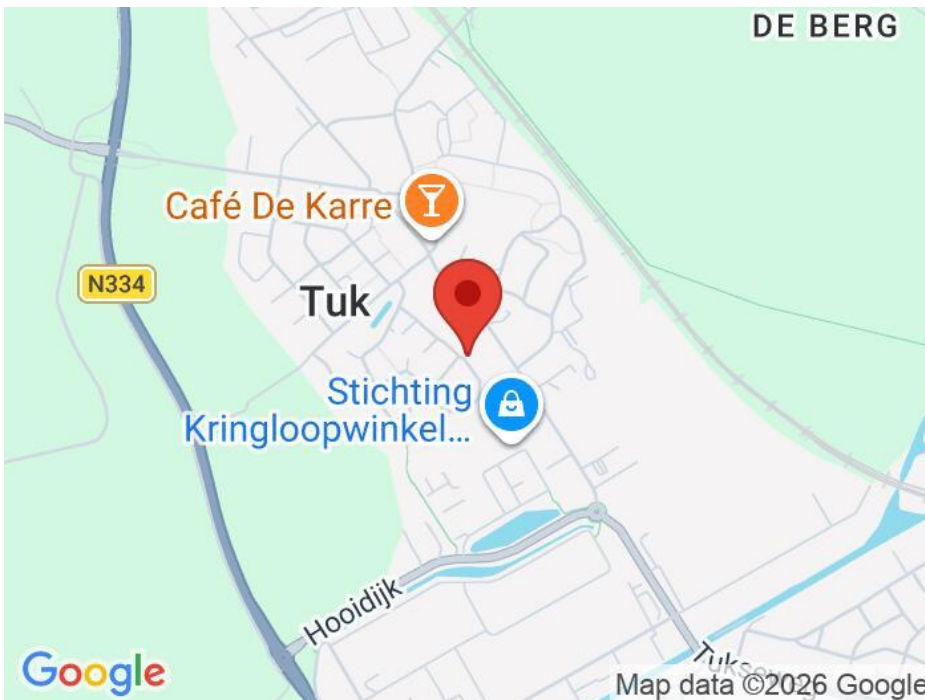 DE BERG
Café De Karre
N334
Tuk
Stichting
Kringloopwinkel...
Hooidijk
Google
Map data ©2026 Google